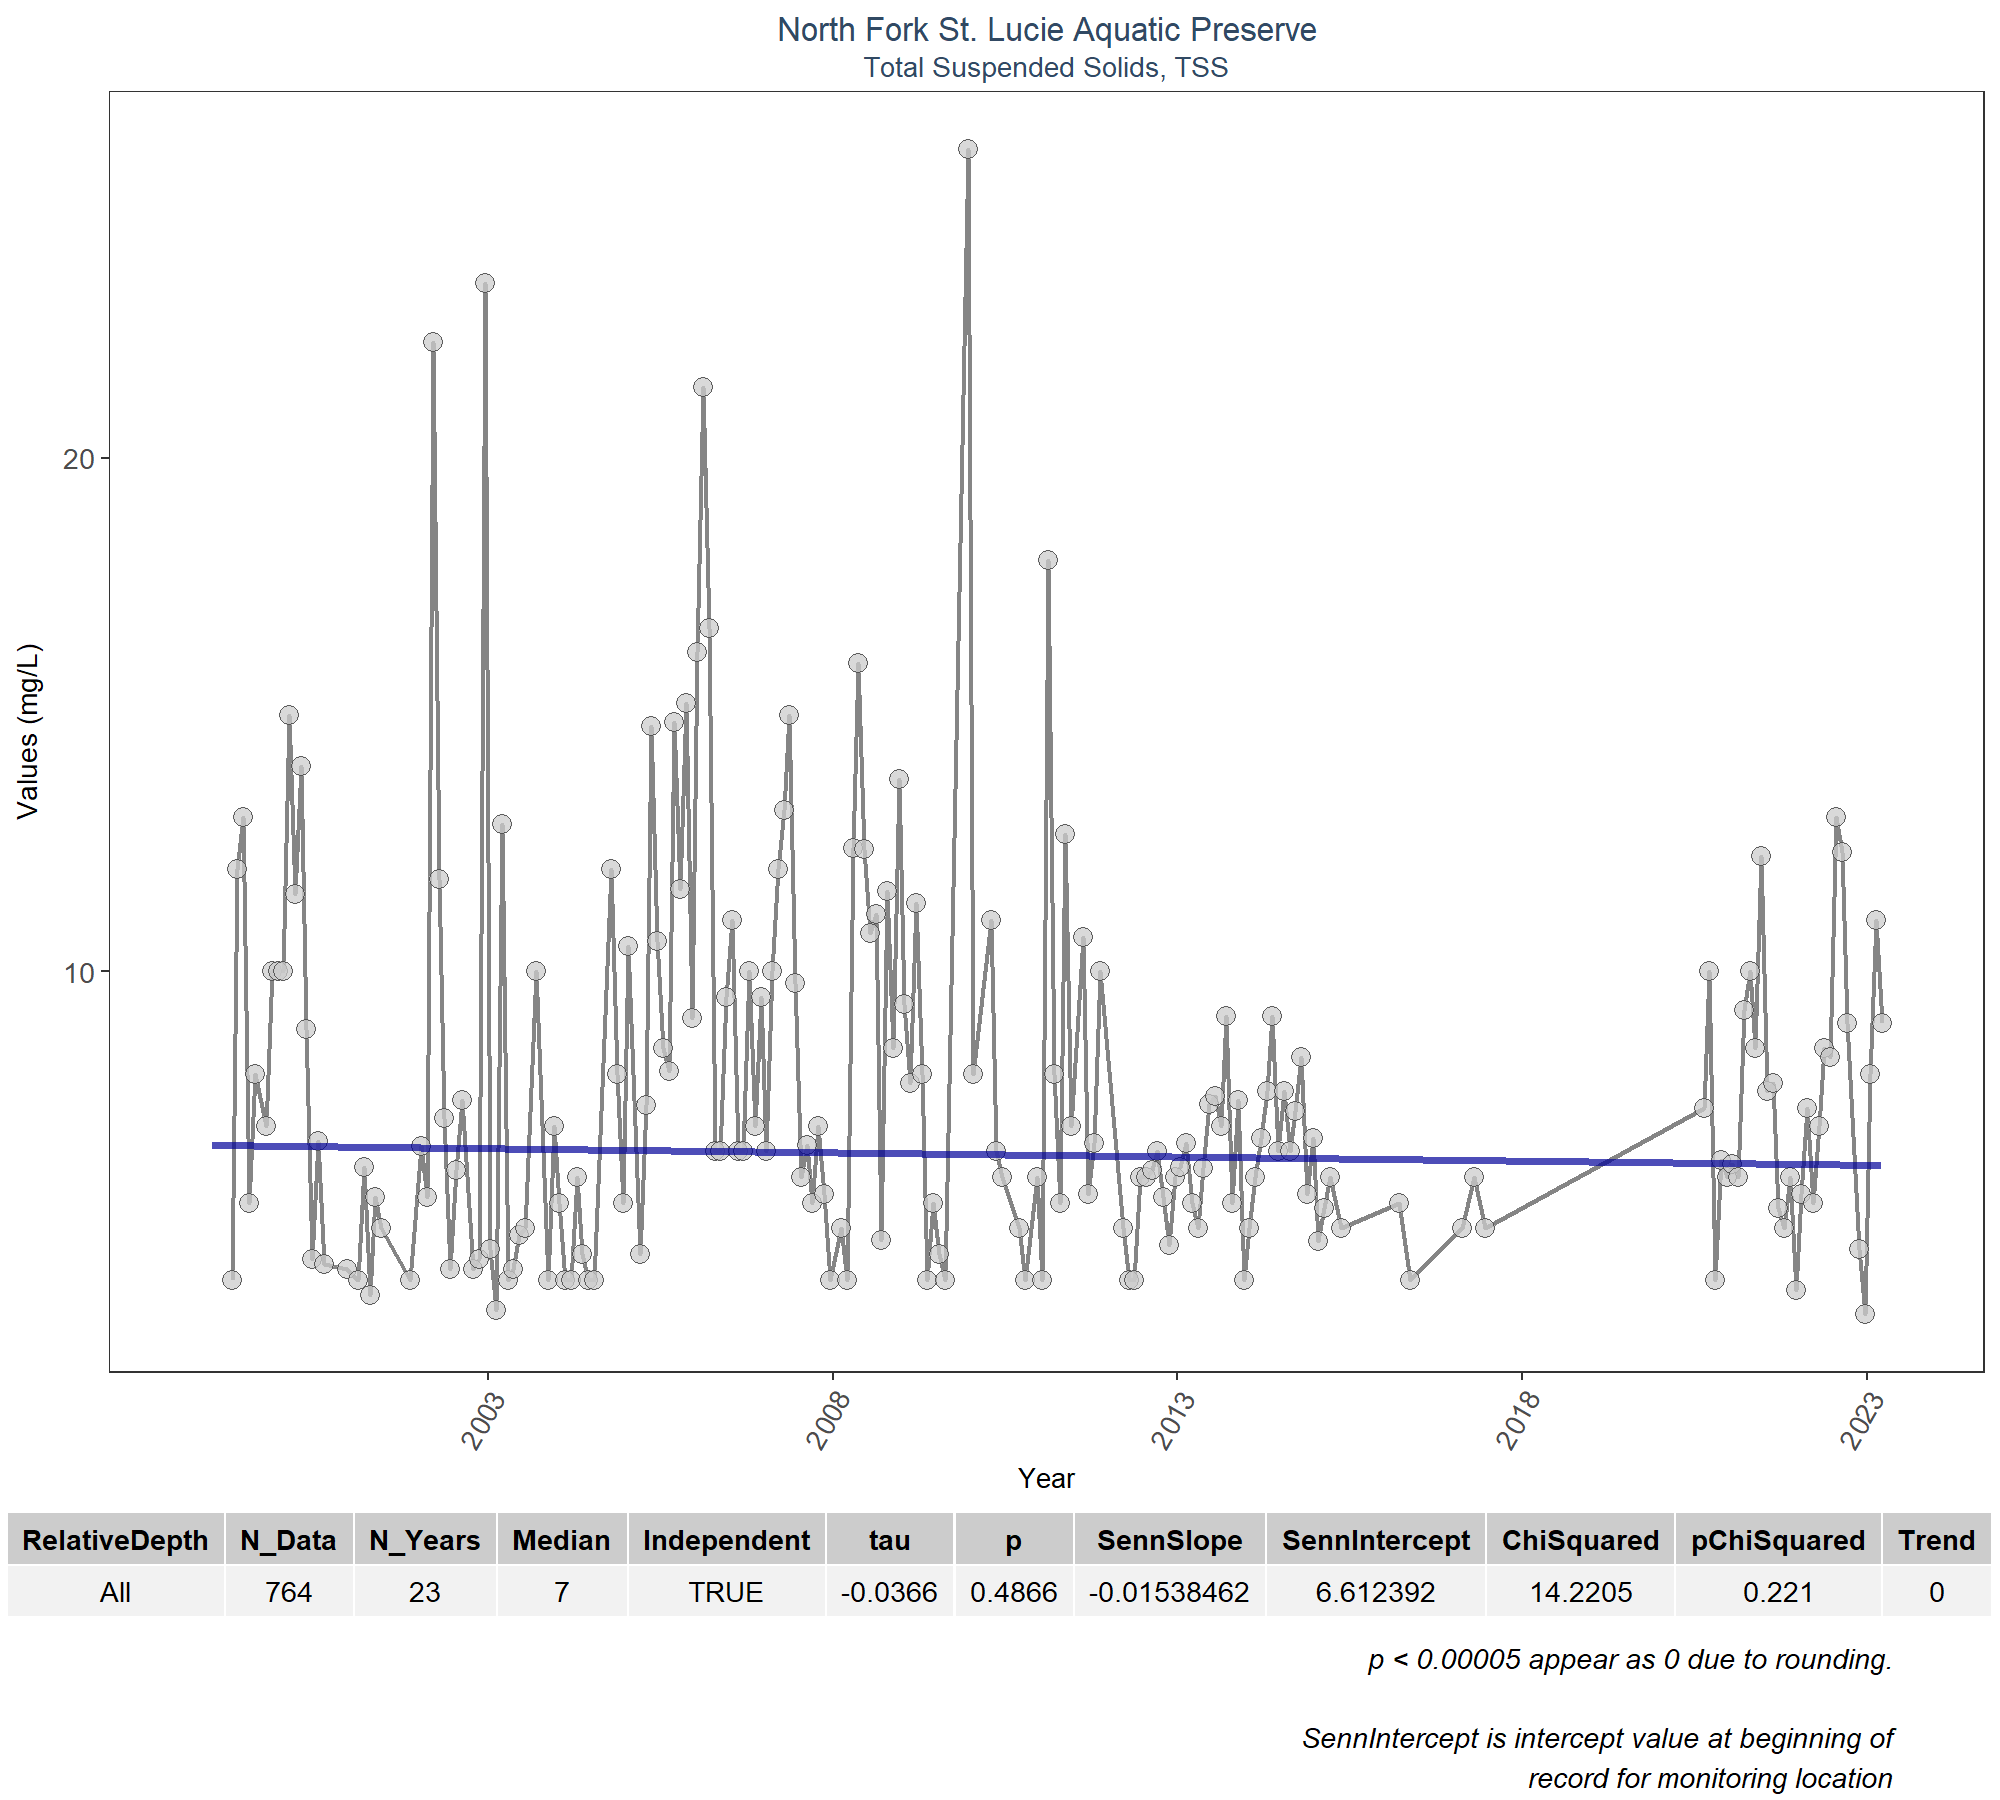 North Fork St. Lucie Aquatic Preserve
Total Suspended Solids, TSS
Values (mg/L)
20
10
2003 2008 2013 2018 2023
Year
RelativeDepth N_Data N_Years Median Independent tau p SennSlope SennIntercept ChiSquared pChiSquared Trend
All 764 23 7 TRUE -0.0366 0.4866 -0.01538462 6.612392 14.2205 0.221 0
p < 0.00005 appear as 0 due to rounding.
SennIntercept is intercept value at beginning of
record for monitoring location